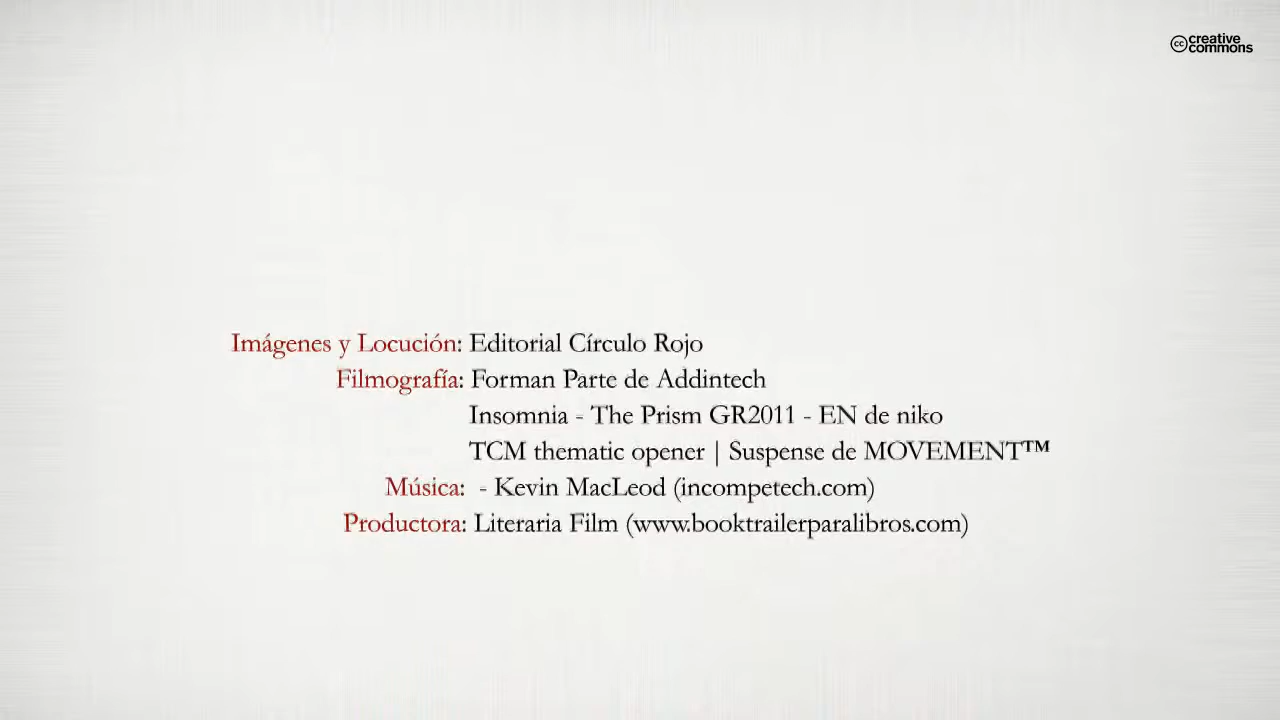 creative
commons
Imágenes y Locución: Editorial Círculo Rojo
Filmografía: Forman Parte de Addintech
Insomnia - The Prism GR2011 - EN de niko
TCM thematic opener | Suspense de MOVEMENT™
Música: - Kevin MacLeod (incompetech.com)
Productora: Literaria Film (www.booktrailerparalibros.com)